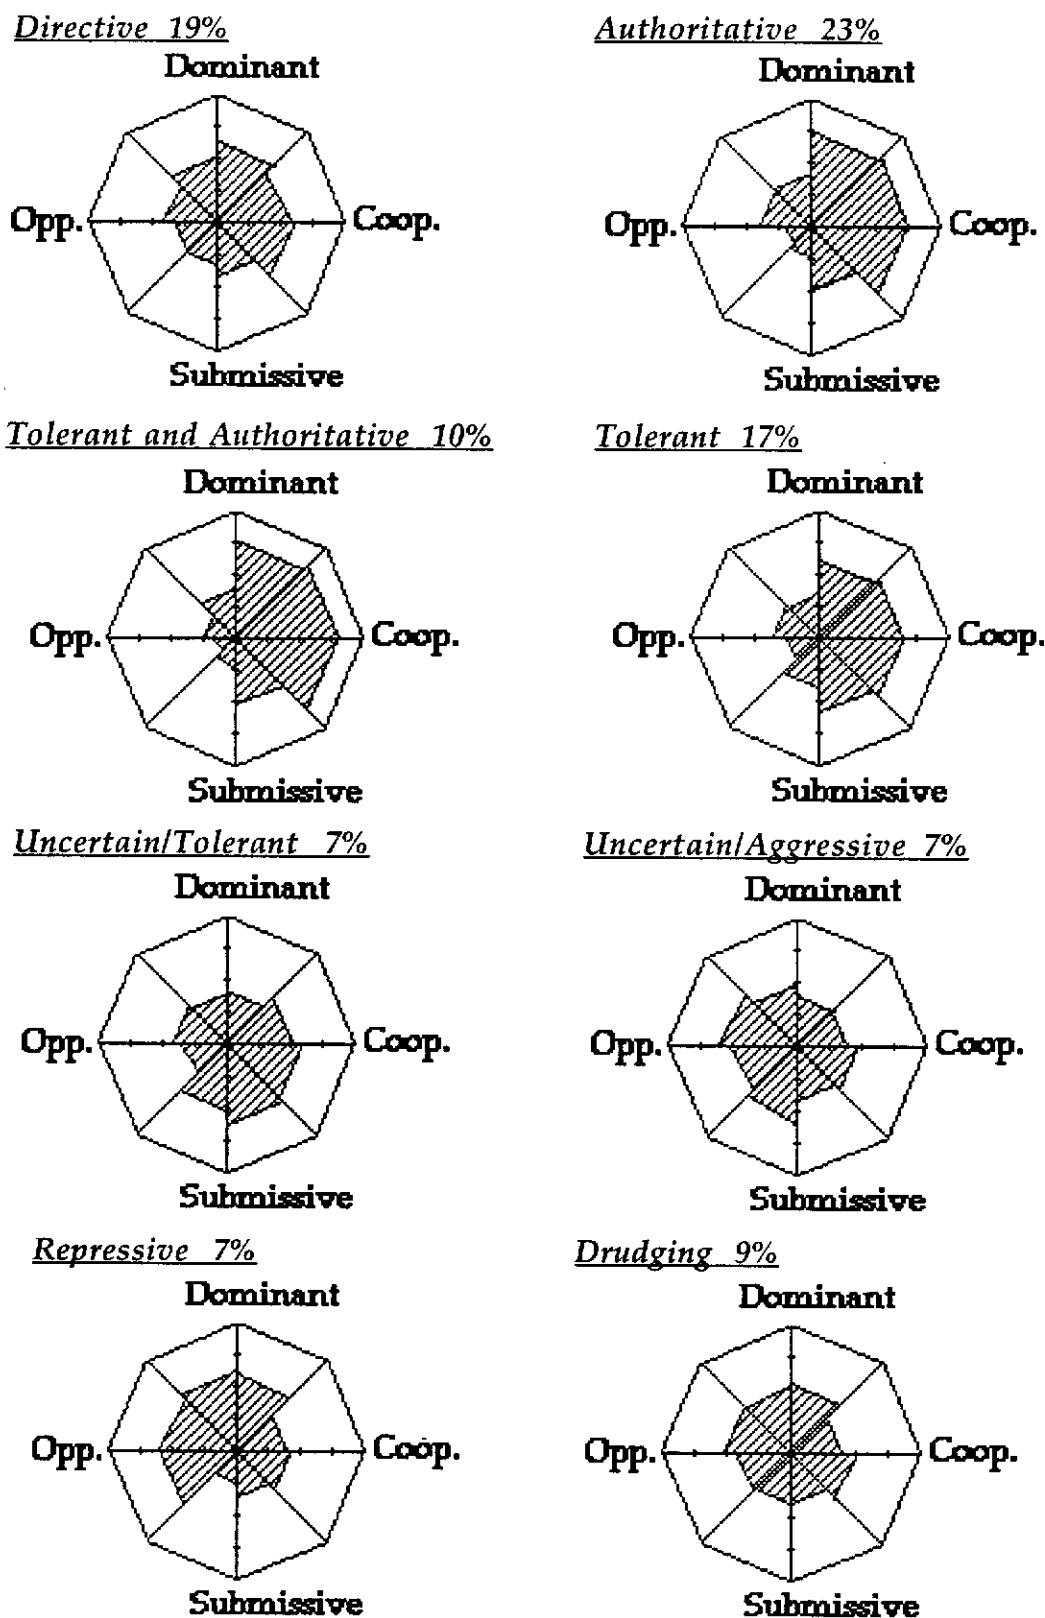 Directive 19%
Authoritative 23%
Dominant
Dominant
Opp.
Coop.
Opp.
Coop.
Submissive
Submissive
Tolerant and Authoritative 10%
Tolerant 17%
Dominant
Dominant
Opp.
Coop.
Opp.
Coop.
Submissive
Submissive
Uncertain/Tolerant 7%
Uncertain/Aggressive 7%
Dominant
Dominant
Opp.
Coop.
Opp.
Coop.
Submissive
Submissive
Repressive 7%
Drudging 9%
Dominant
Dominant
Opp.
Coop.
Opp.
Coop.
Submissive
Submissive